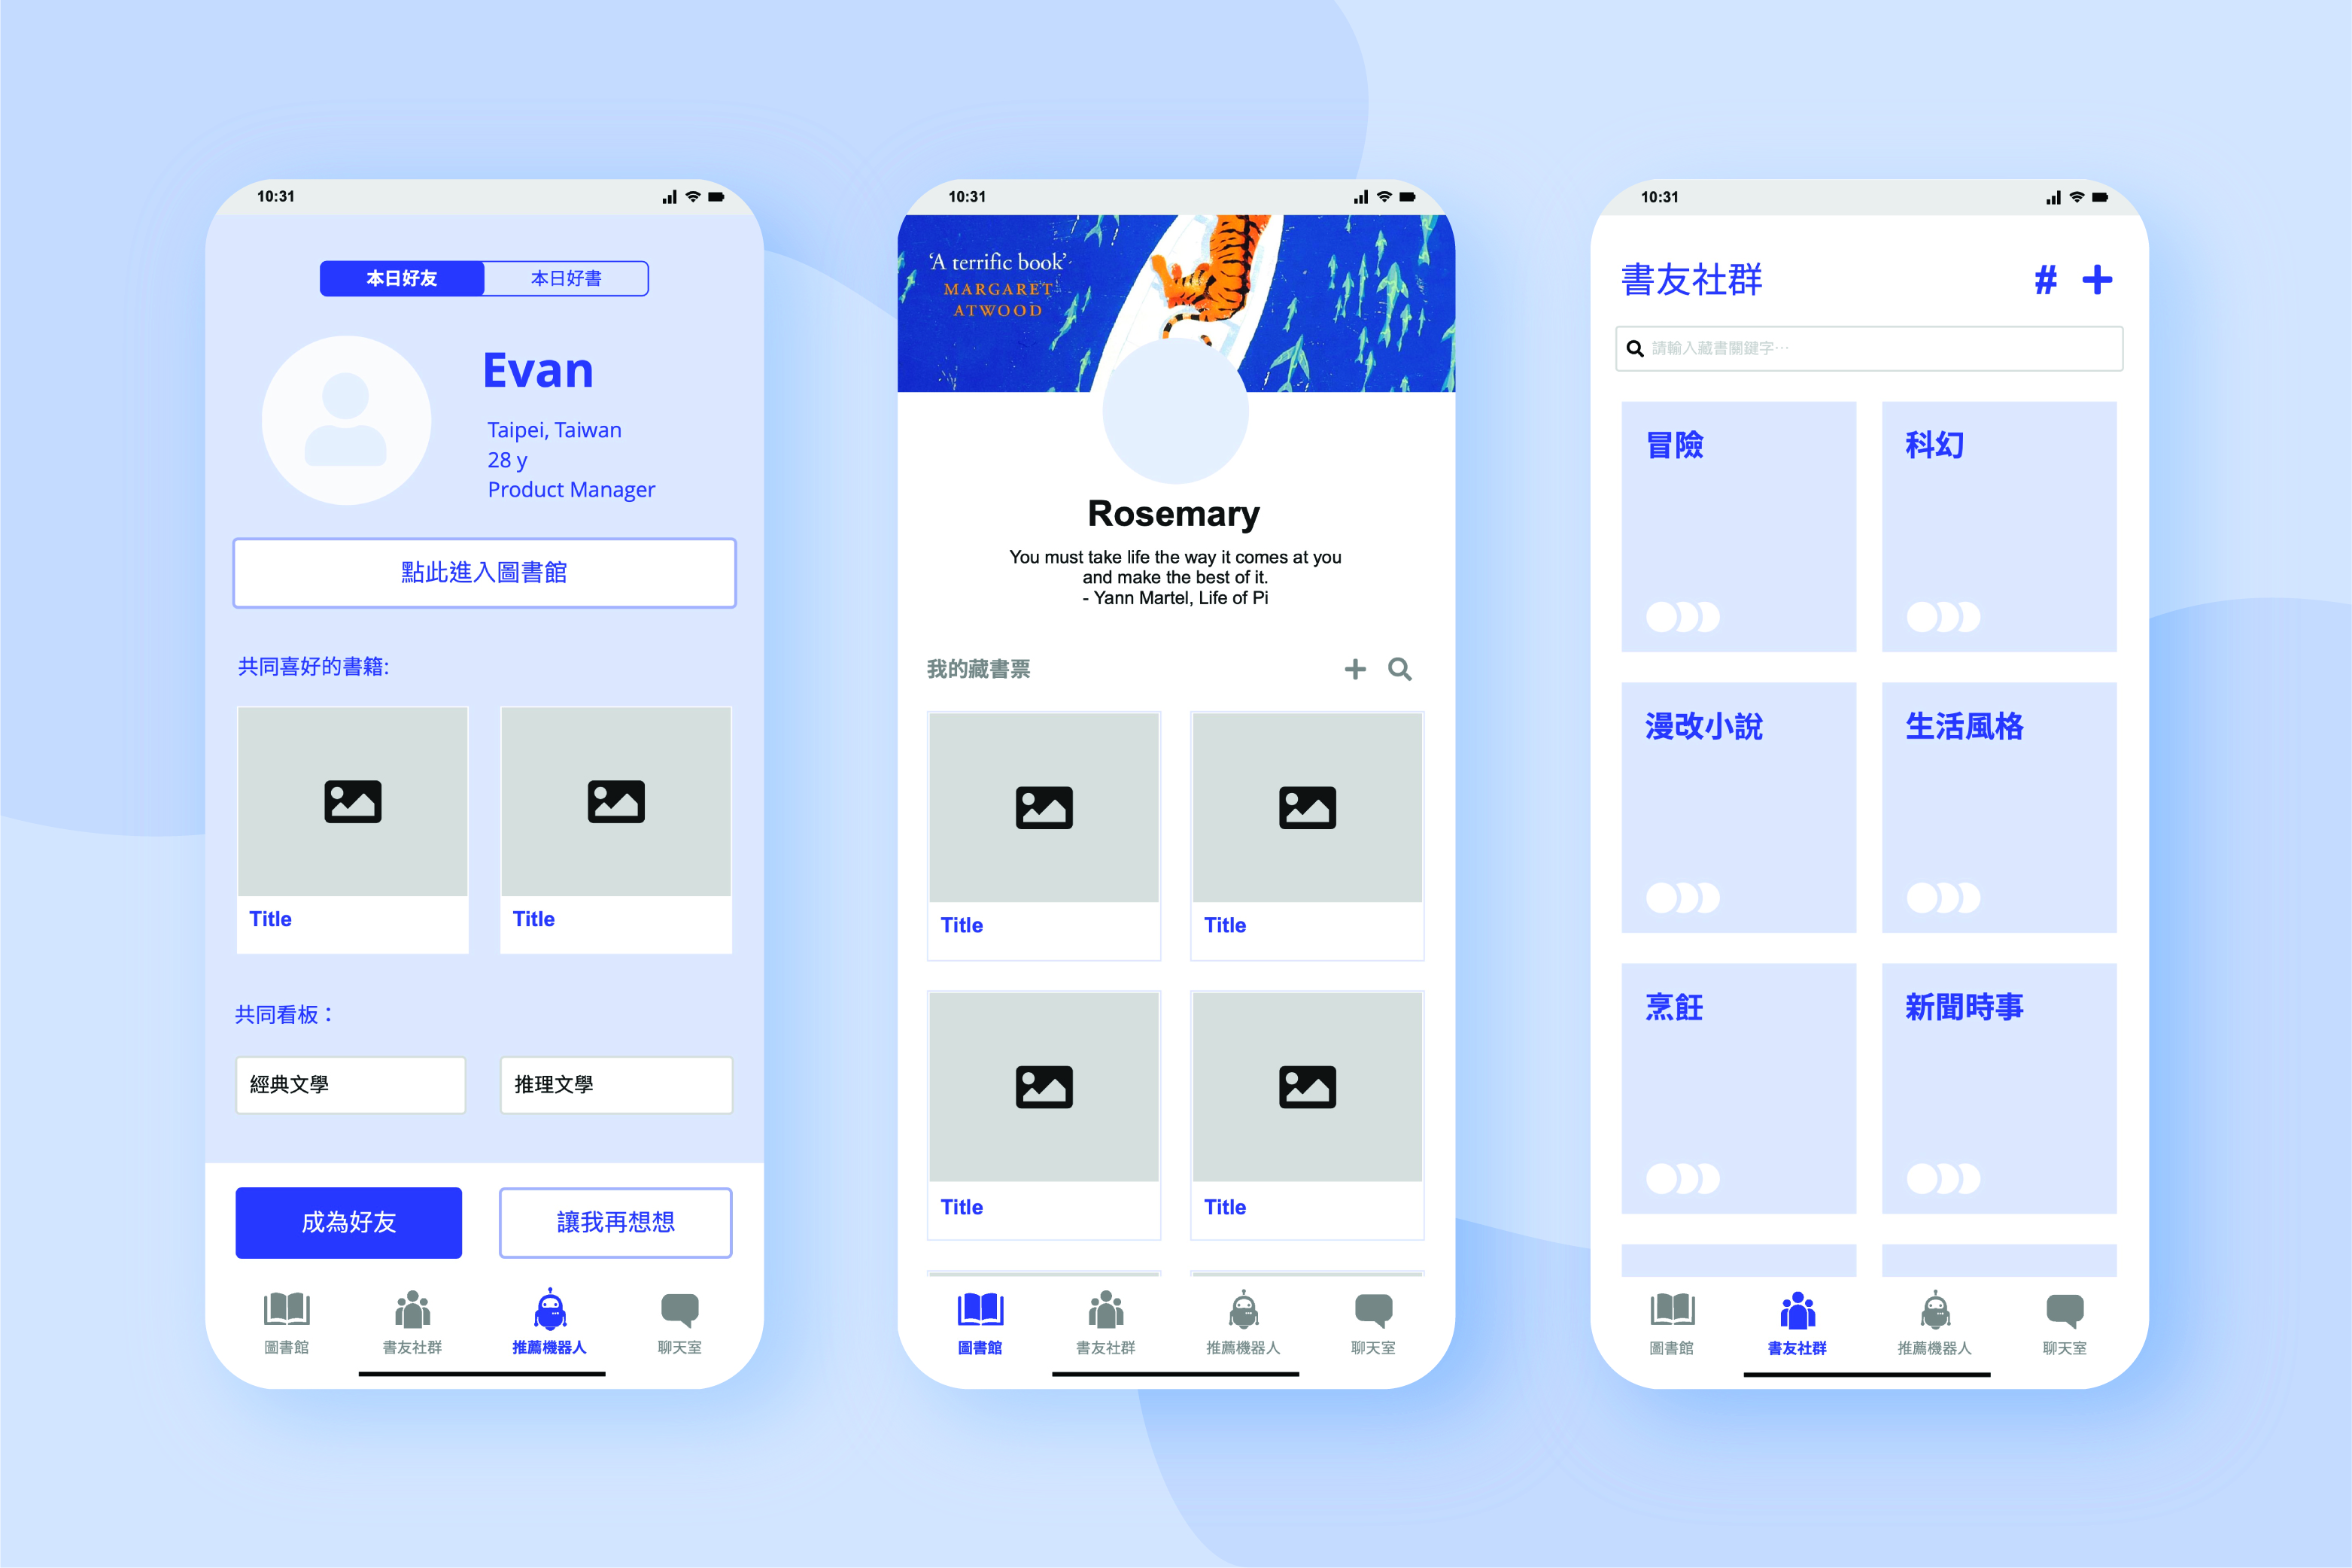 10:31
本日好友
本日好書
Evan
Taipei, Taiwan
28 y
Product Manager
點此進入圖書館
共同喜好的書籍:
Title
Title
共同看板：
經典文學
推理文學
成為好友
讓我再想想
圖書館
書友社群
推薦機器人
聊天室
10:31
‘A terrific book’
MARGARET
ATWOOD
Rosemary
You must take life the way it comes at you
and make the best of it.
- Yann Martel, Life of Pi
我的藏書票
Title
Title
Title
Title
圖書館
書友社群
推薦機器人
聊天室
10:31
書友社群
#
請輸入藏書關鍵字…
冒險
科幻
漫改小說
生活風格
烹飪
新聞時事
圖書館
書友社群
推薦機器人
聊天室